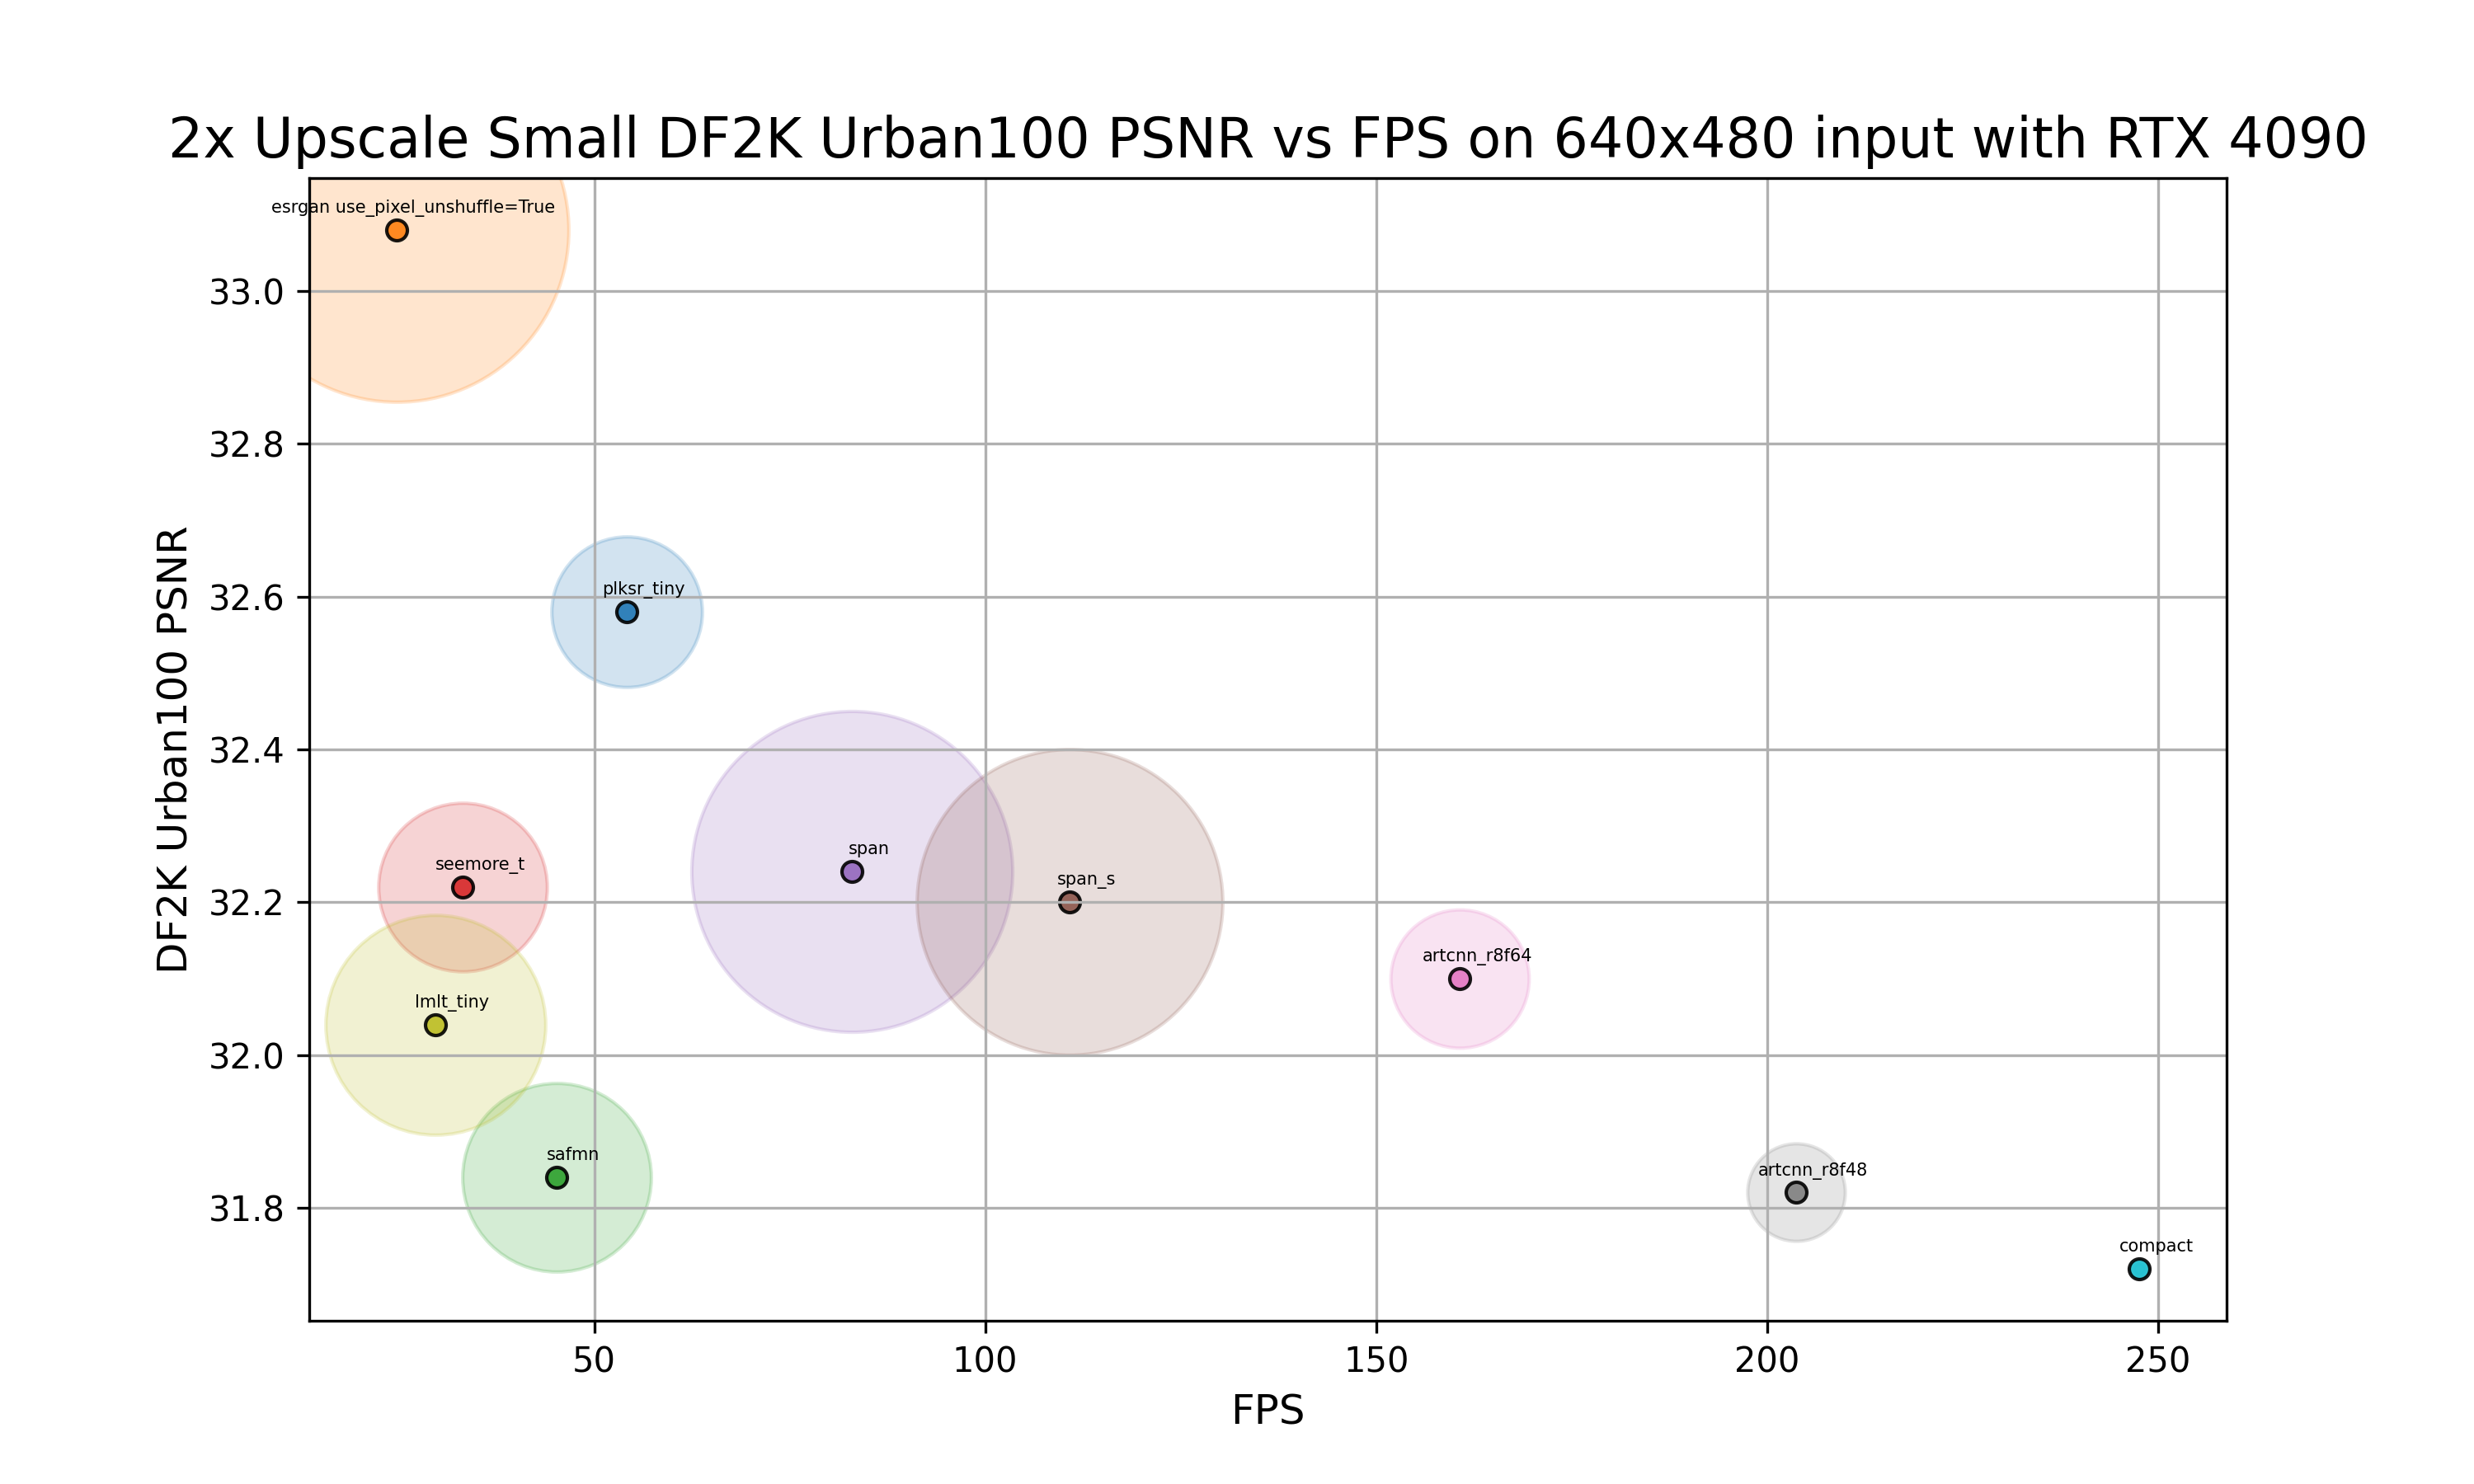 2x Upscale Small DF2K Urban100 PSNR vs FPS on 640x480 input with RTX 4090
esrgan use_pixel_unshuffle=True
33.0
32.8
plksr_tiny
32.6
32.4
span
seemore_t
span_s
32.2
artcnn_r8f64
lmlt_tiny
32.0
safmn
artcnn_r8f48
31.8
compact
DF2K Urban100 PSNR
50
100
150
200
250
FPS